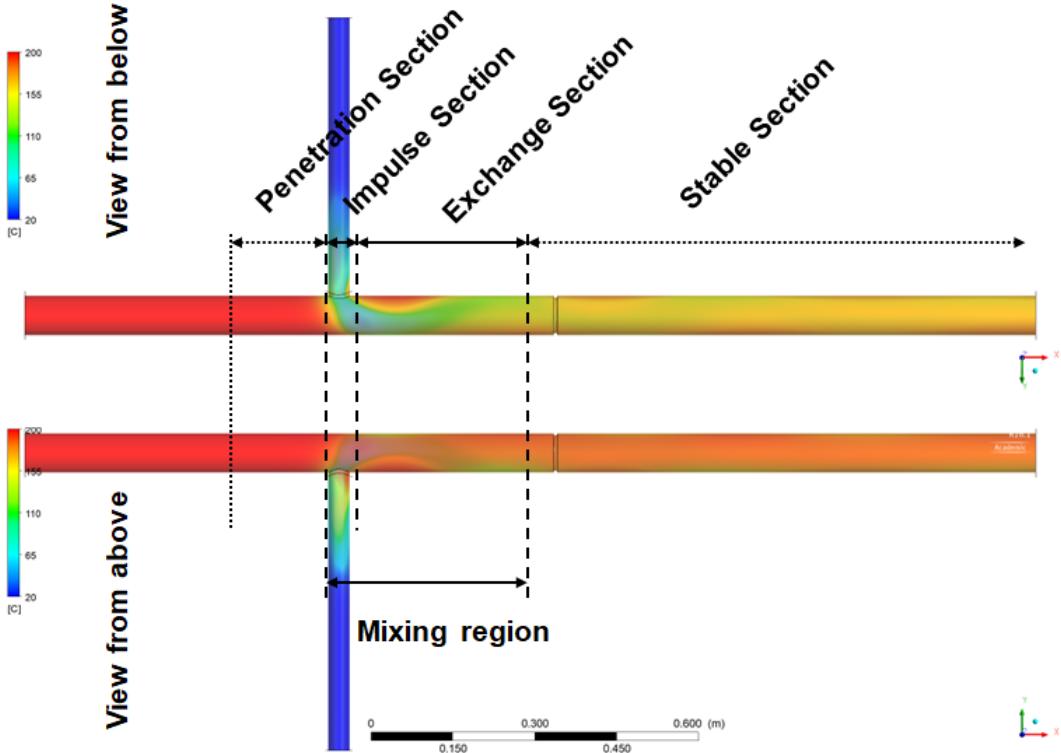 View from below
200
155
110
65
20
[C]
Penetration Section
Impulse Section
Exchange Section
Stable Section
X
Y
200
155
110
65
20
[C]
View from above
Academic
Mixing region
0
0.300
0.600 (m)
0.150
0.450
Y
X